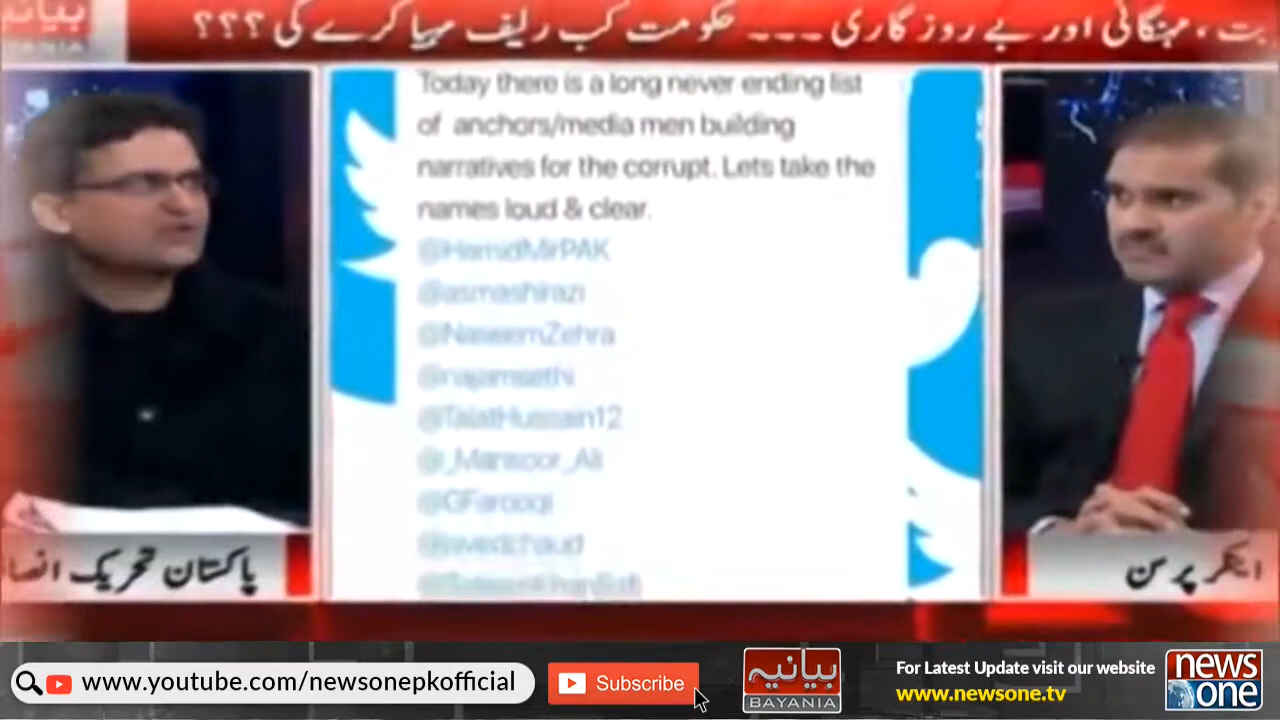 بیانیہ
BAYANIA
بت، مہنگائی اور بے روزگاری ۔۔۔ حکومت کب ریلیف مہیا کرے گی ؟؟؟
Today there is a long never ending list
of anchors/media men building
narratives for the corrupt. Lets take the
names loud & clear.
@HamidMirPAK
@asmashirazi
@NaseemZehra
@najamsethi
@TalatHussain12
@_Mansoor_Ali
@GFarooqi
@javedchaud
پاکستان تحریک انصا
اینکر پرسن
www.youtube.com/newsonepkofficial
Subscribe
بیانیہ
BAYANIA
For Latest Update visit our website
www.newsone.tv
news
one